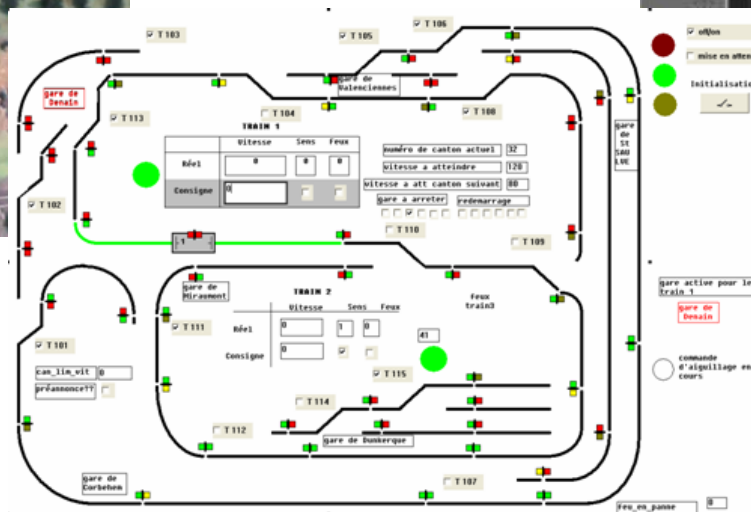 T 103
T 105
T 106
off/on
mise en atten
Initialisatio
gare de
Denain
gare de
Valenciennes
T 113
T 104
T 108
TRAIN 1
Vitesse Sens Feux
Réel 0 0 0
Consigne 0
numéro de canton actuel 32
vitesse a atteindre 120
vitesse a att canton suivant 80
gare a arreter redemarrage
gare
de
St
SAU
LVE
T 102
T 110
T 109
1
gare de
Miraumont
TRAIN 2
Vitesse Sens Feux
Réel 0 1 0
Consigne 0
Feux
train3
41
gare active pour le
train 1
gare de
Denain
T 111
T 101
can_lim_vit 0
préannonce??
commande
d'aiguillage en
cours
T 115
T 114
T 112
gare de Dunkerque
gare de
Corbehem
T 107
Feu_en_panne 0